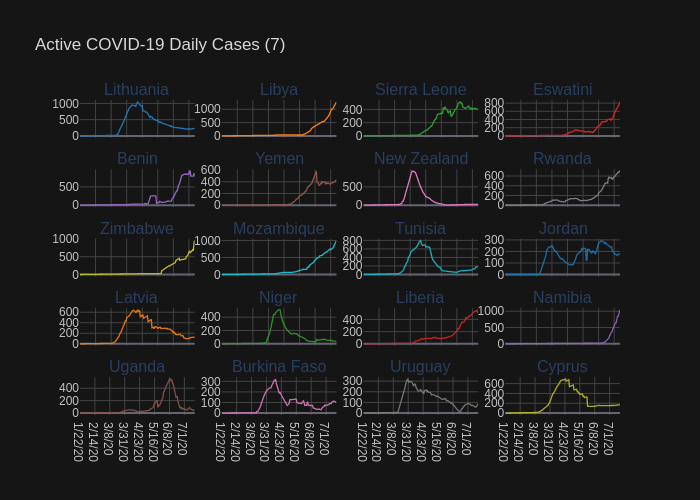 Active COVID-19 Daily Cases (7)
Lithuania Libya Sierra Leone Eswatini
1000 500 0
1000 500 0
400 200 0
800 600 400 200 0
Benin Yemen New Zealand Rwanda
500 0
600 400 200 0
500 0
600 400 200 0
Zimbabwe Mozambique Tunisia Jordan
1000 500 0
1000 500 0
800 600 400 200 0
300 200 100 0
Latvia Niger Liberia Namibia
600 400 200 0
400 200 0
400 200 0
1000 500 0
Uganda Burkina Faso Uruguay Cyprus
400 200 0
300 200 100 0
300 200 100 0
600 400 200 0
1/22/20 2/14/20 3/8/20 3/31/20 4/23/20 5/16/20 6/8/20 7/1/20
1/22/20 2/14/20 3/8/20 3/31/20 4/23/20 5/16/20 6/8/20 7/1/20
1/22/20 2/14/20 3/8/20 3/31/20 4/23/20 5/16/20 6/8/20 7/1/20
1/22/20 2/14/20 3/8/20 3/31/20 4/23/20 5/16/20 6/8/20 7/1/20